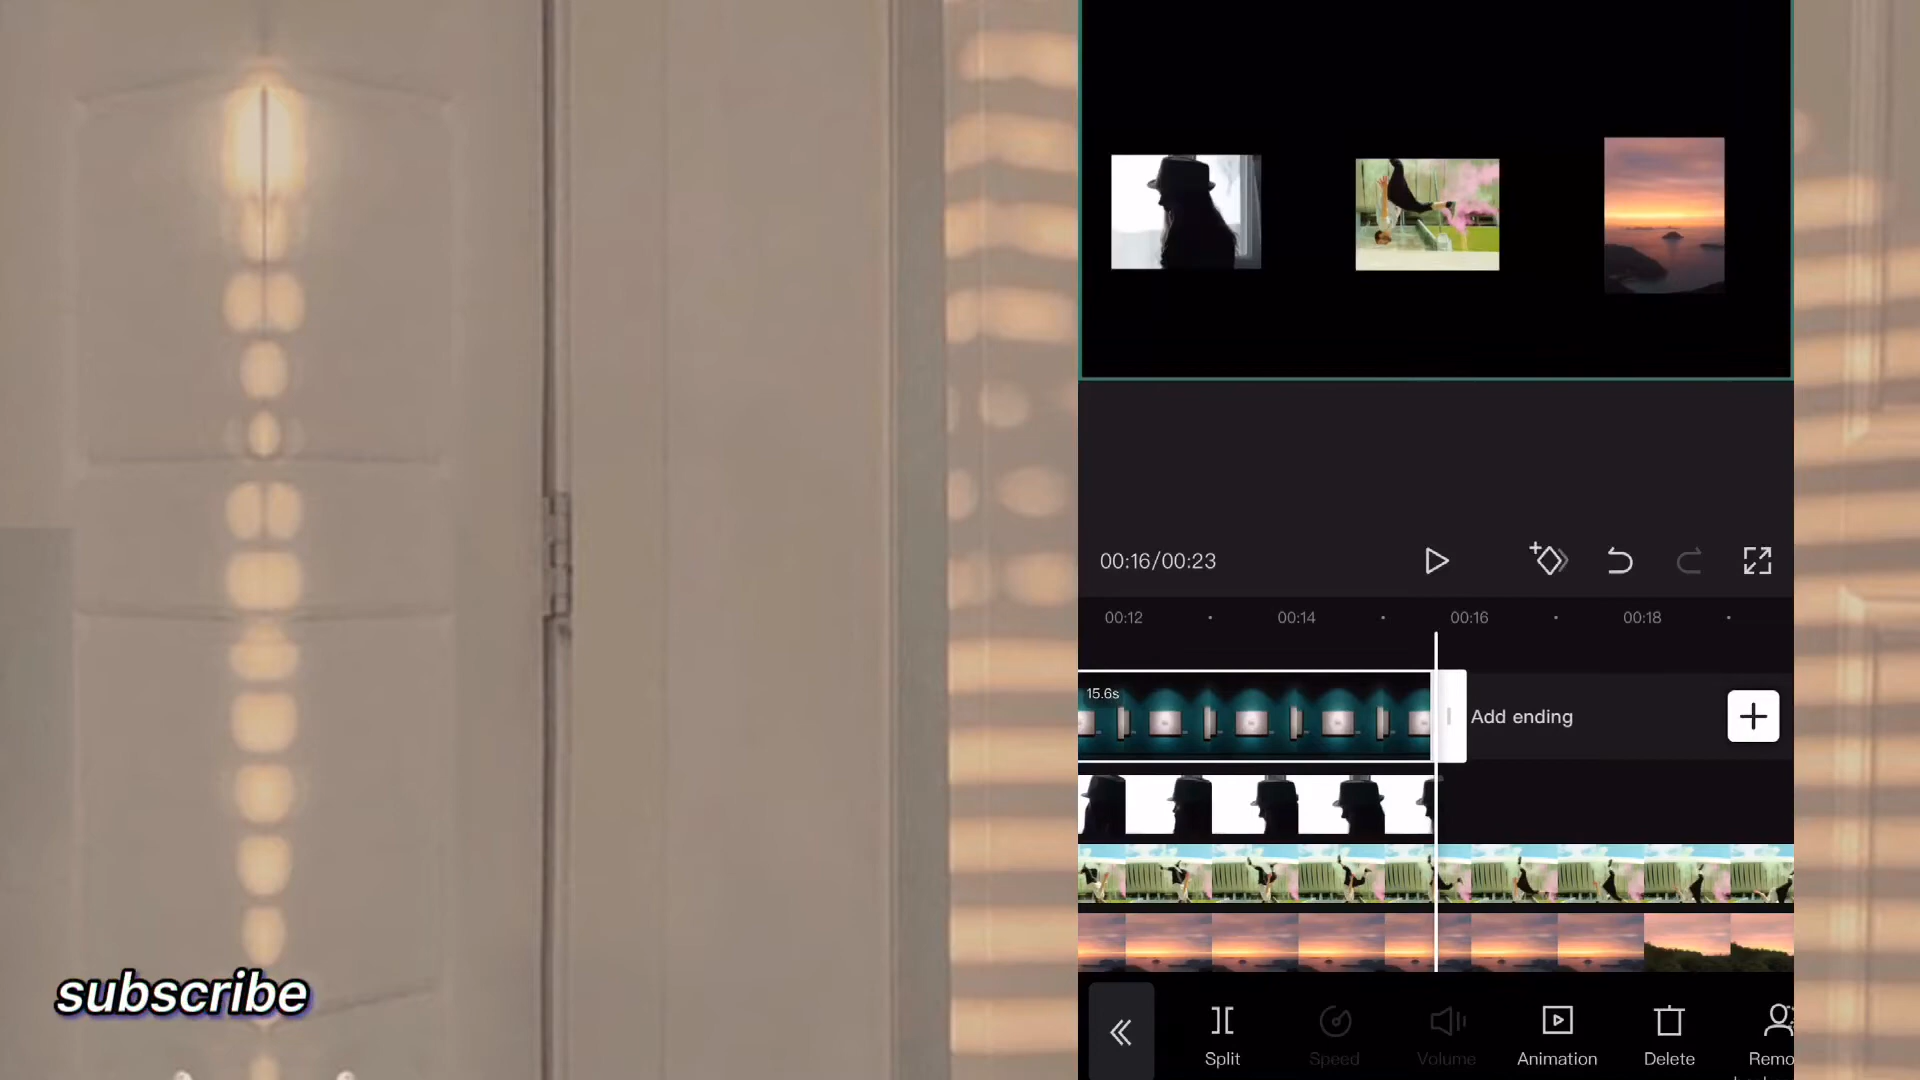 00:16/00:23
00:12
00:14
00:16
00:18
15.6s
Add ending
subscribe
Split
Speed
Volume
Animation
Delete
Remo